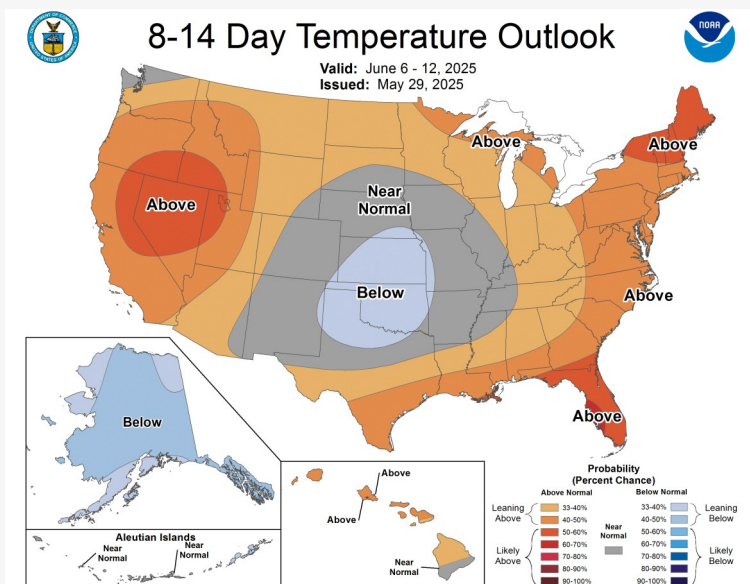 8-14 Day Temperature Outlook
Valid: June 6 - 12, 2025
Issued: May 29, 2025
NOAA
Above
Above
Near
Normal
Above
Below
Above
Above
Below
Above
Above
Near
Normal
Aleutian Islands
Near
Normal
Near
Normal
Probability
(Percent Chance)
Above Normal
Below Normal
Leaning
Above
33-40%
40-50%
50-60%
60-70%
70-80%
80-90%
90-100%
Likely
Above
Near
Normal
33-40%
40-50%
50-60%
60-70%
70-80%
80-90%
90-100%
Leaning
Below
Likely
Below